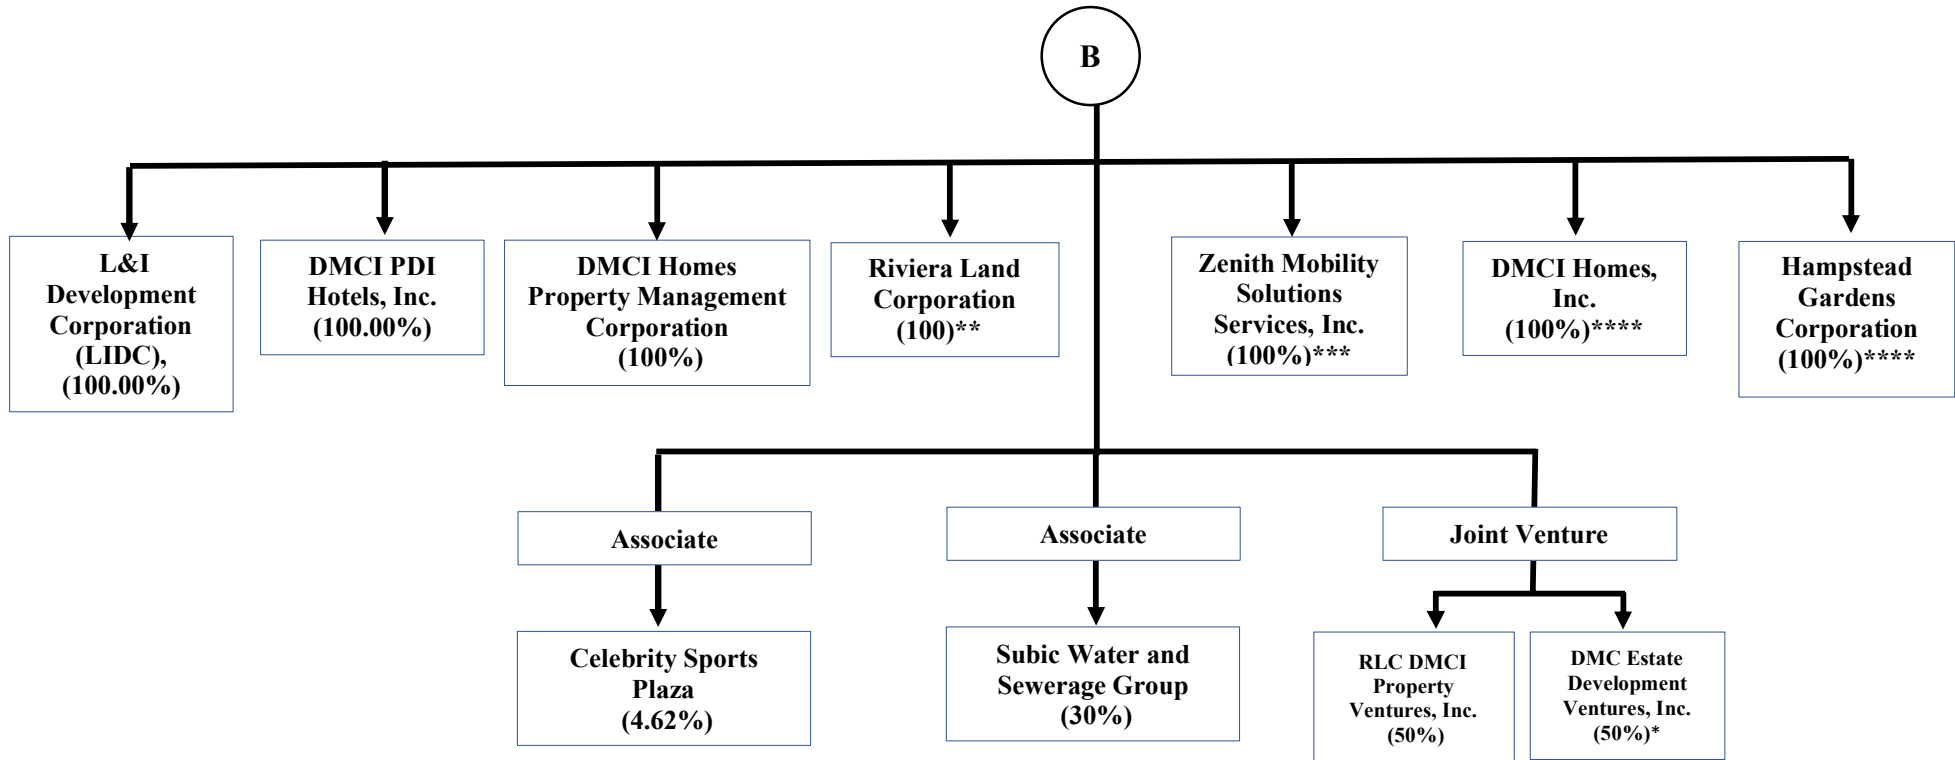 B
L&I
Development
Corporation
(LIDC),
(100.00%)
DMCI PDI
Hotels, Inc.
(100.00%)
DMCI Homes
Property Management
Corporation
(100%)
Riviera Land
Corporation
(100)**
Zenith Mobility
Solutions
Services, Inc.
(100%)***
DMCI Homes,
Inc.
(100%)****
Hampstead
Gardens
Corporation
(100%)****
Associate
Associate
Joint Venture
Celebrity Sports
Plaza
(4.62%)
Subic Water and
Sewerage Group
(30%)
RLC DMCI
Property
Ventures, Inc.
(50%)
DMC Estate
Development
Ventures, Inc.
(50%)*